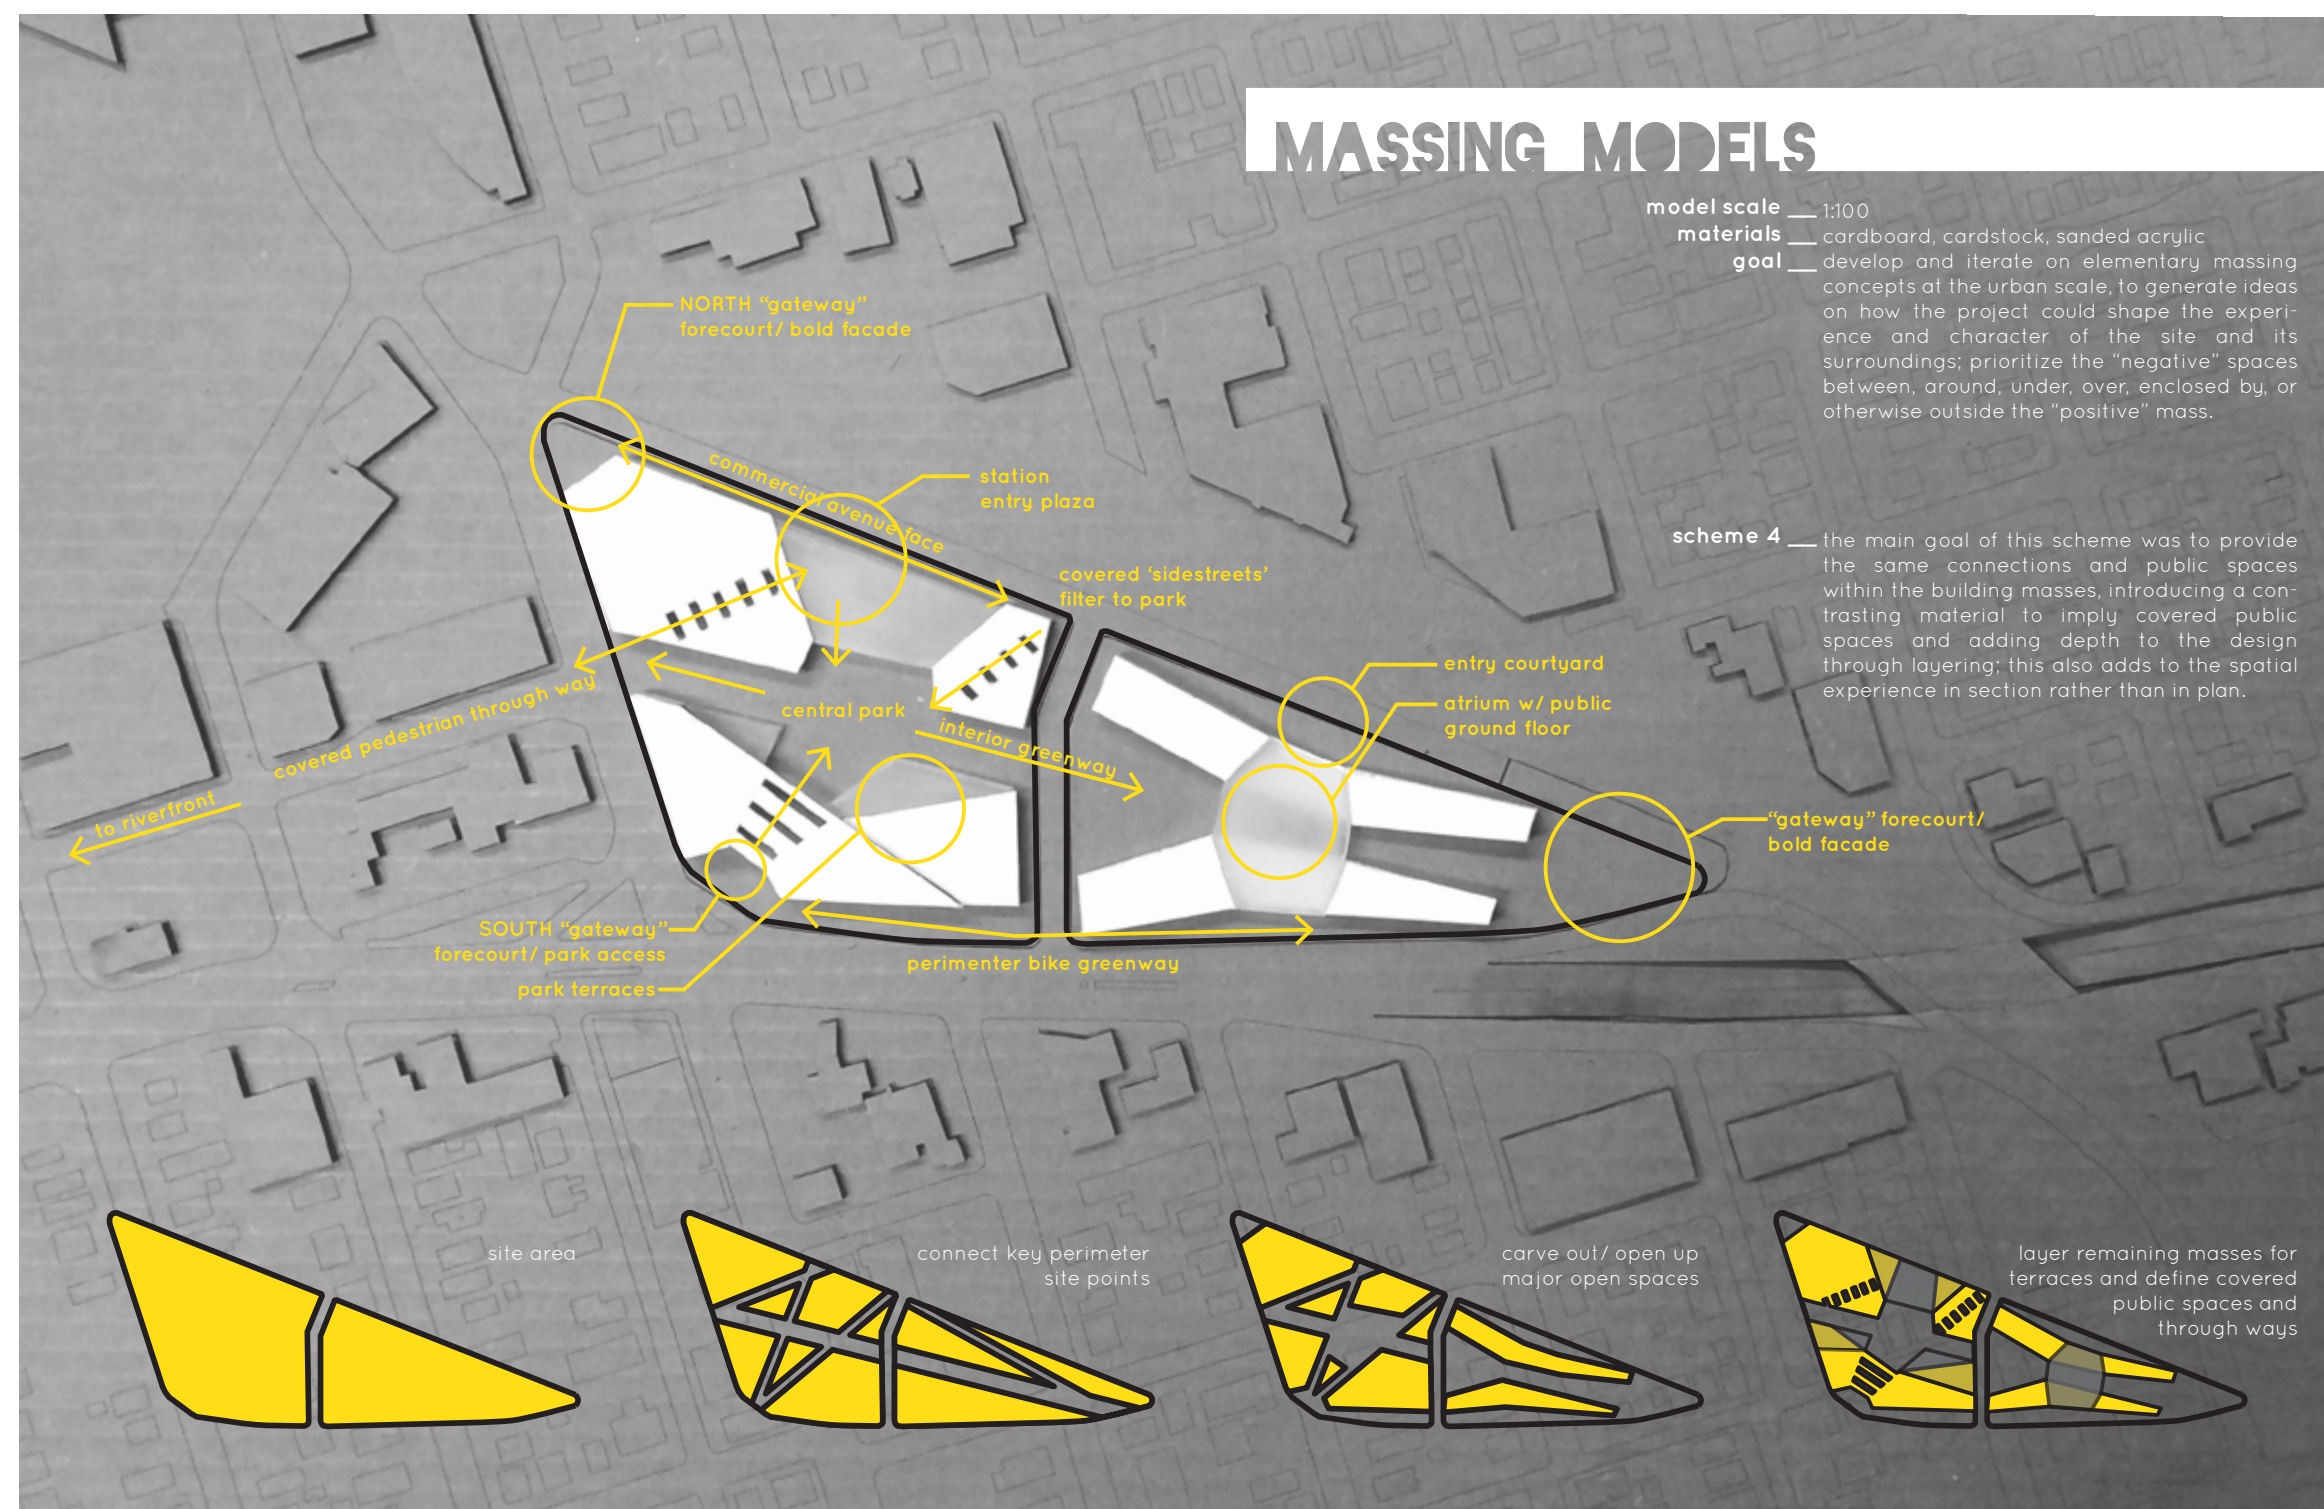 MASSING MODELS
model scale __ 1:100
materials __ cardboard, cardstock, sanded acrylic
goal __ develop and iterate on elementary massing
concepts at the urban scale, to generate ideas
on how the project could shape the experi-
ence and character of the site and its
surroundings; prioritize the “negative” spaces
between, around, under, over, enclosed by, or
otherwise outside the “positive” mass.
scheme 4 __ the main goal of this scheme was to provide
the same connections and public spaces
within the building masses, introducing a con-
trasting material to imply covered public
spaces and adding depth to the design
through layering; this also adds to the spatial
experience in section rather than in plan.
NORTH “gateway”
forecourt/ bold facade
commercial avenue face
station
entry plaza
covered ‘sidestreets’
filter to park
entry courtyard
atrium w/ public
ground floor
central park
interior greenway
covered pedestrian through way
to riverfront
“gateway” forecourt/
bold facade
SOUTH “gateway”
forecourt/ park access
park terraces
perimenter bike greenway
site area
connect key perimeter
site points
carve out/ open up
major open spaces
layer remaining masses for
terraces and define covered
public spaces and
through ways